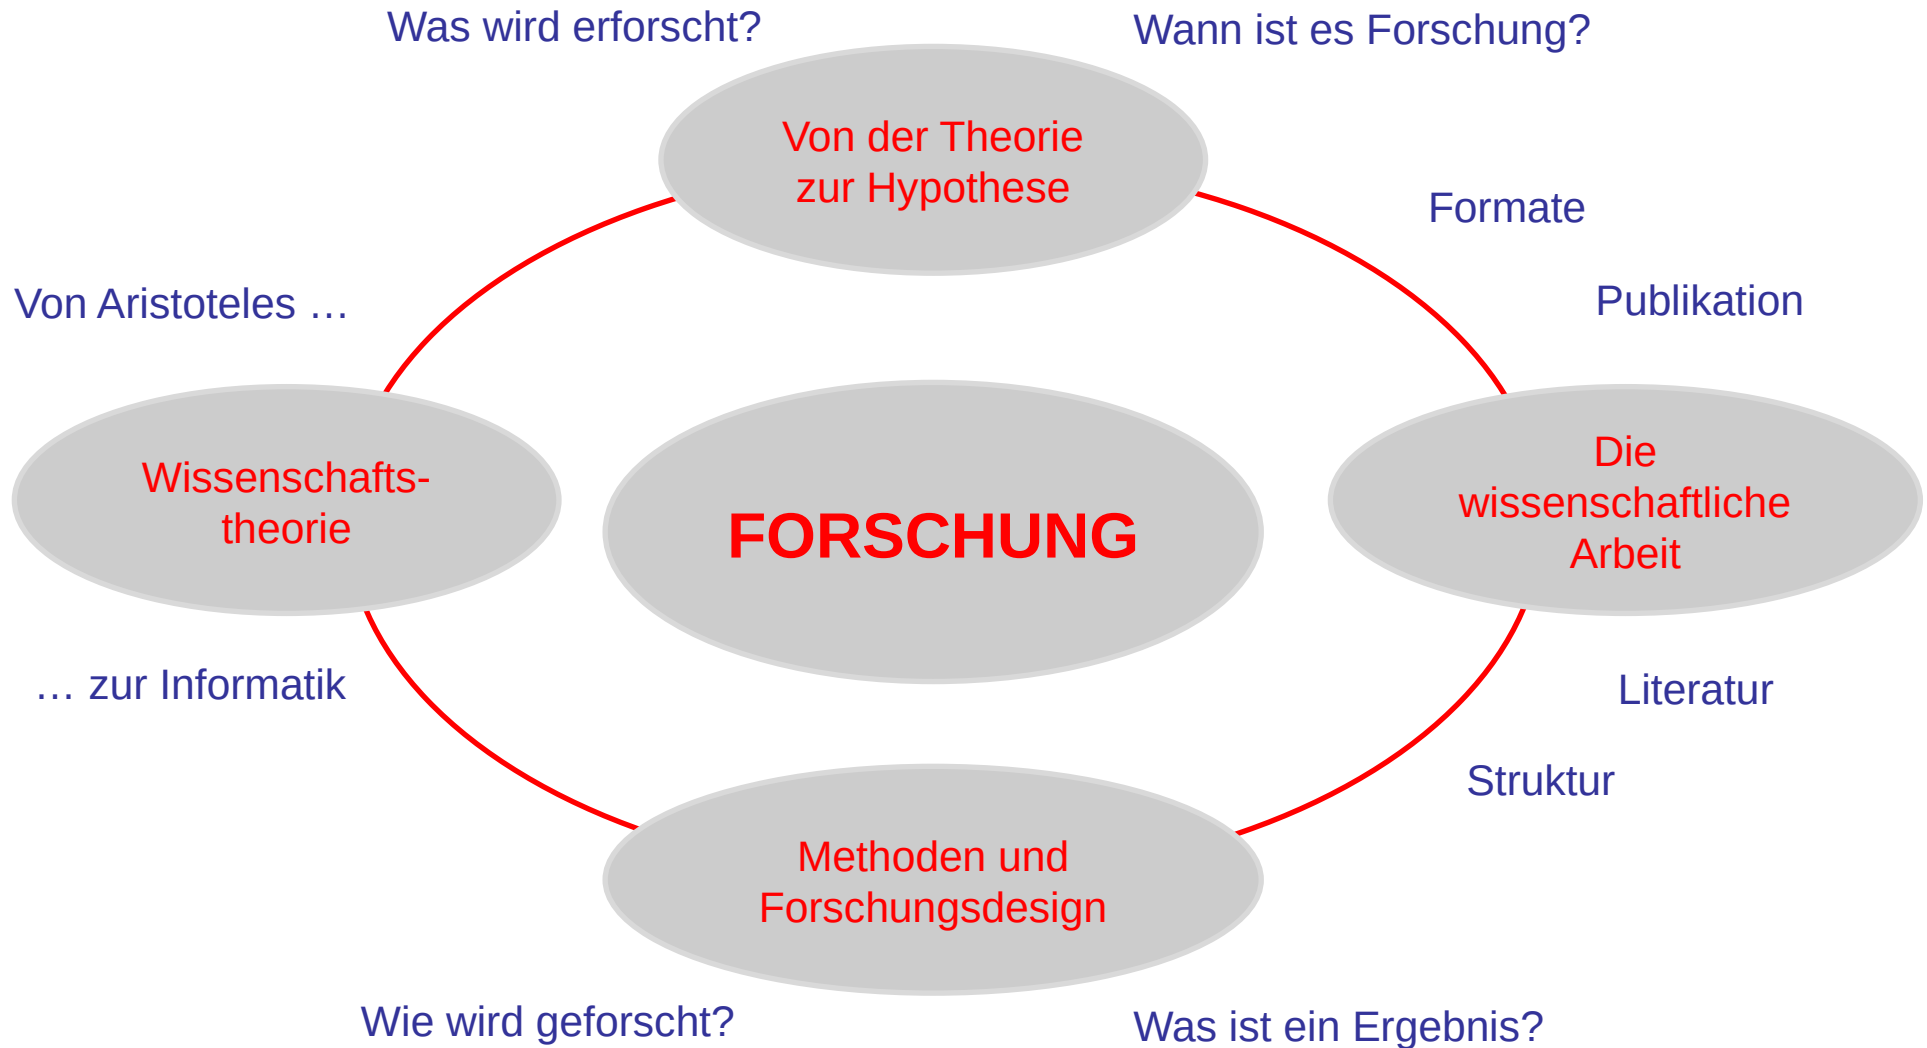 Was wird erforscht?
Wann ist es Forschung?
Von der Theorie
zur Hypothese
Formate
Publikation
Von Aristoteles …
Wissenschafts-
theorie
FORSCHUNG
Die
wissenschaftliche
Arbeit
… zur Informatik
Literatur
Struktur
Methoden und
Forschungsdesign
Wie wird geforscht?
Was ist ein Ergebnis?